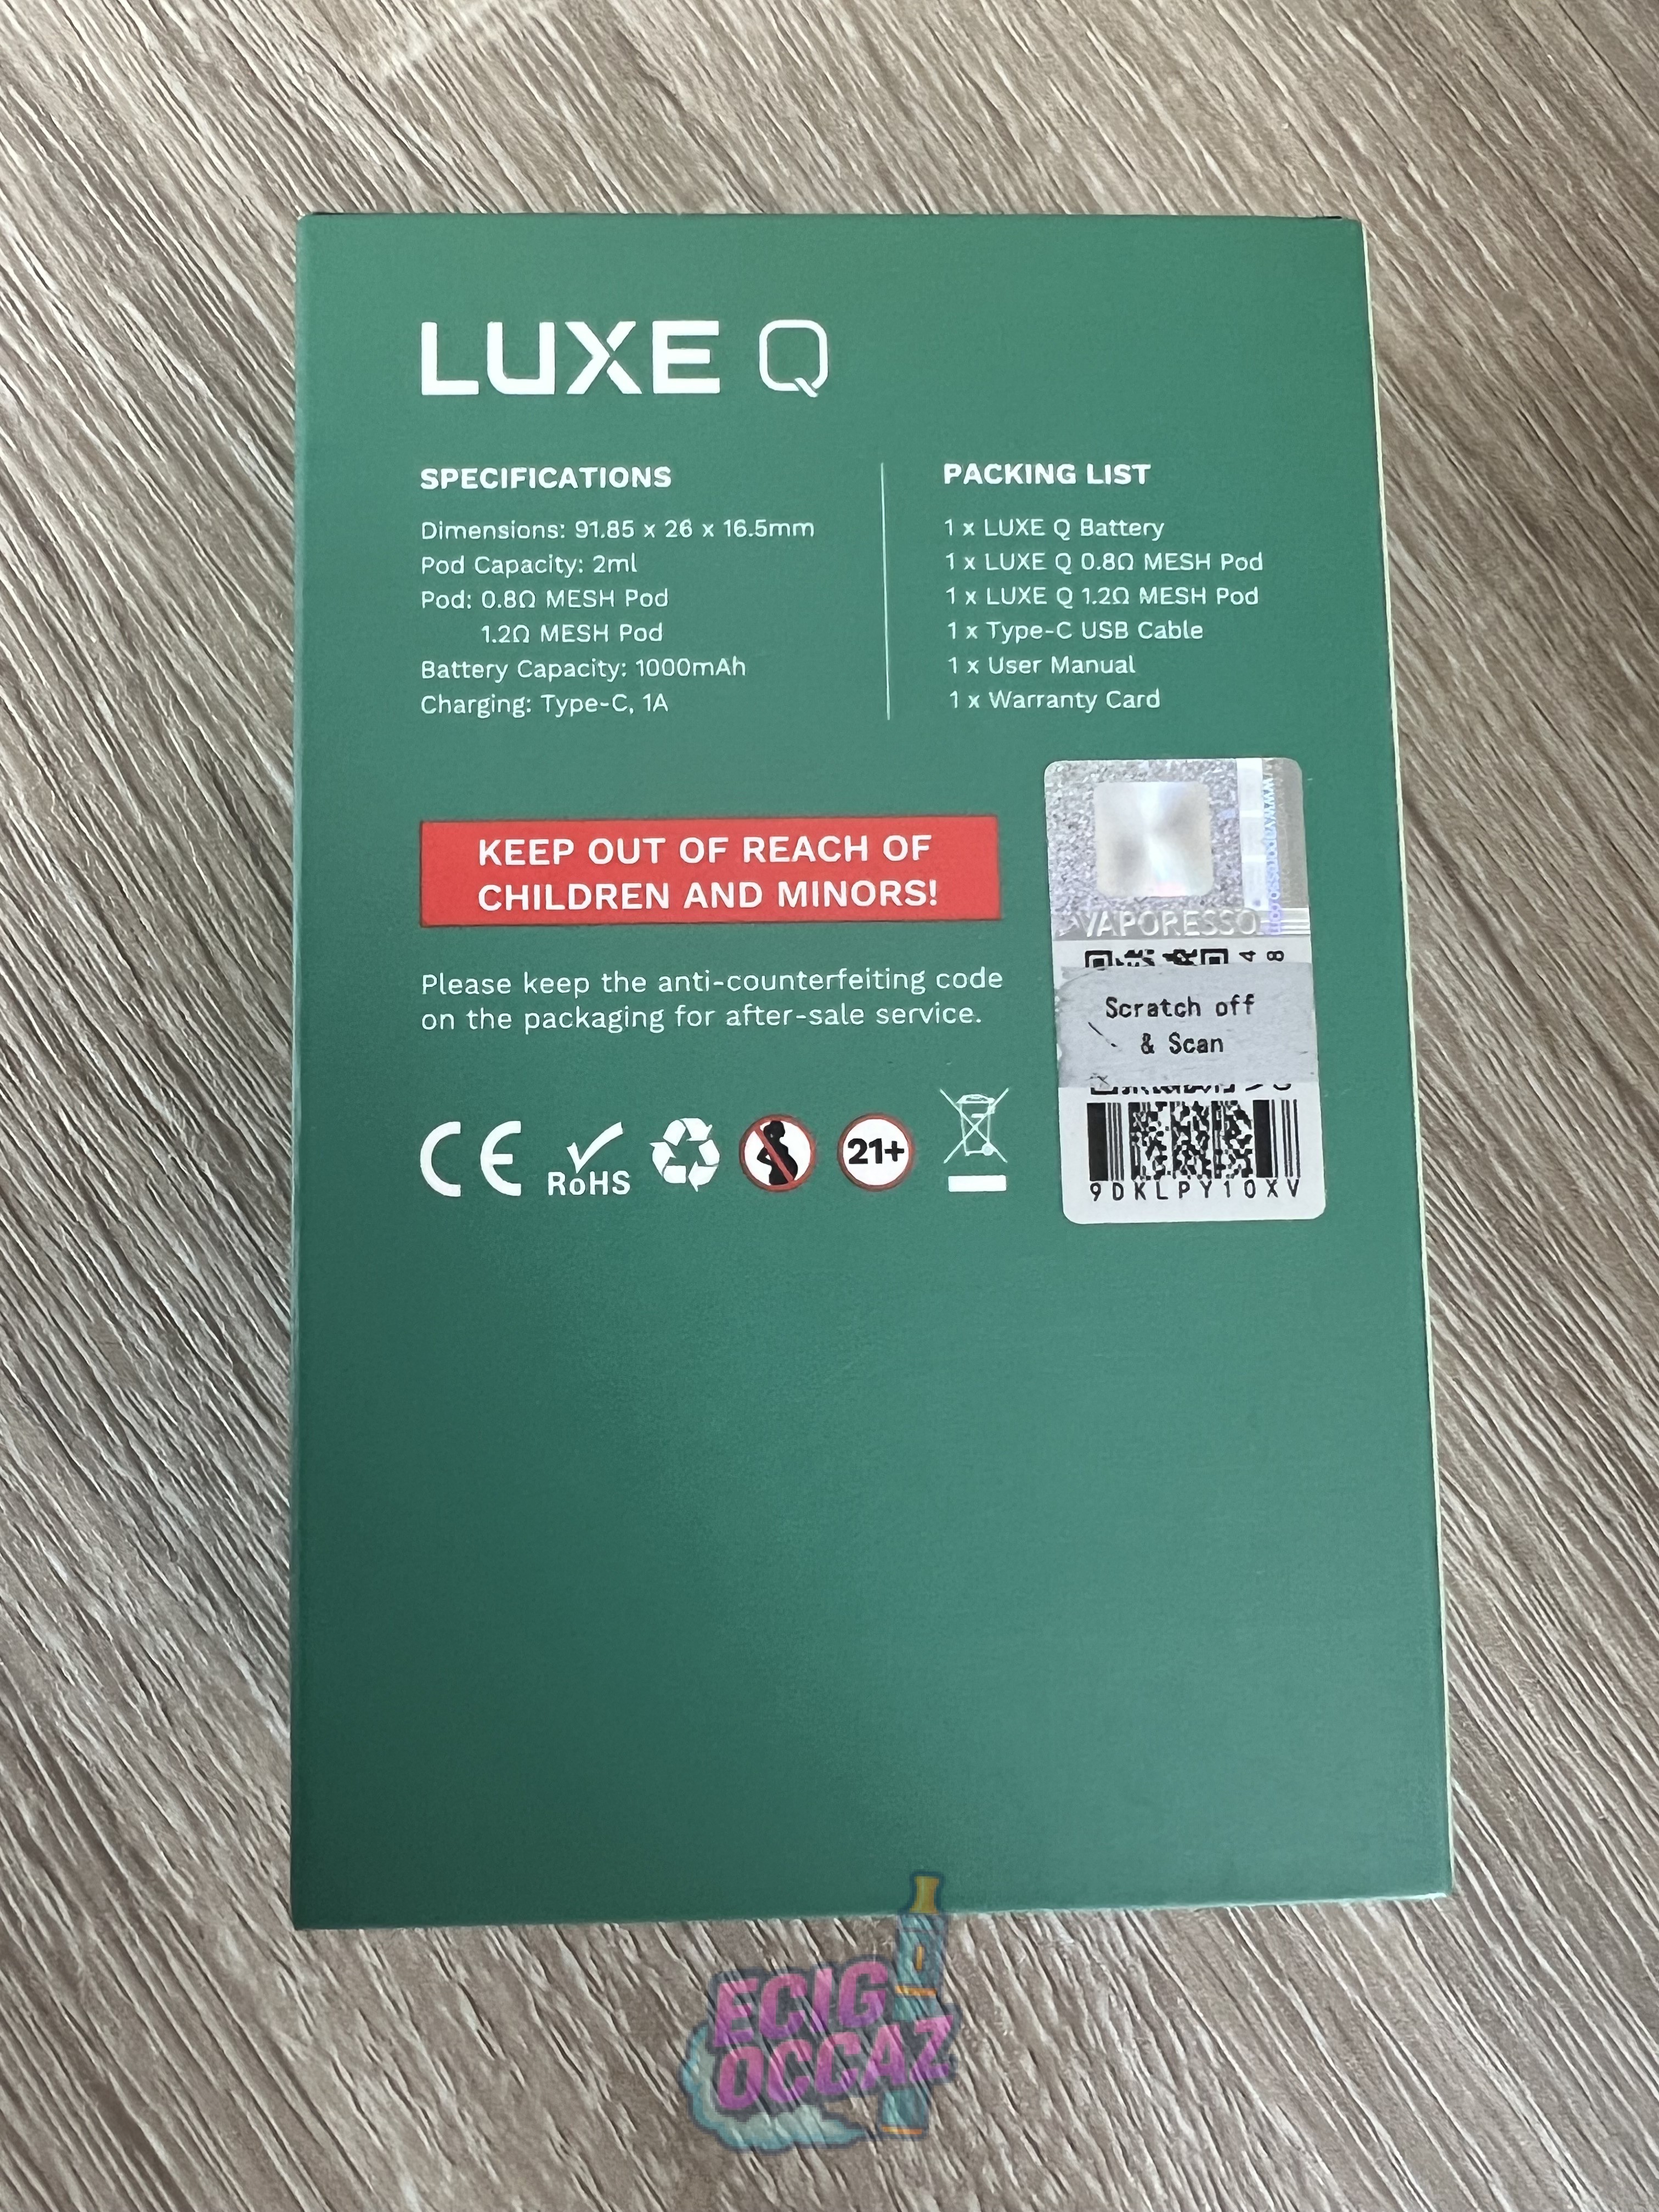 LUXE Q
SPECIFICATIONS
Dimensions: 91.85 x 26 x 16.5mm
Pod Capacity: 2ml
Pod: 0.8Ω MESH Pod
1.2Ω MESH Pod
Battery Capacity: 1000mAh
Charging: Type-C, 1A
PACKING LIST
1 x LUXE Q Battery
1 x LUXE Q 0.8Ω MESH Pod
1 x LUXE Q 1.2Ω MESH Pod
1 x Type-C USB Cable
1 x User Manual
1 x Warranty Card
KEEP OUT OF REACH OF
CHILDREN AND MINORS!
Please keep the anti-counterfeiting code
on the packaging for after-sale service.
CE
RoHS
21+
VAPORESSO
4 8
Scratch off
& Scan
9DKLPY10XV
ECIG
OCCAZ